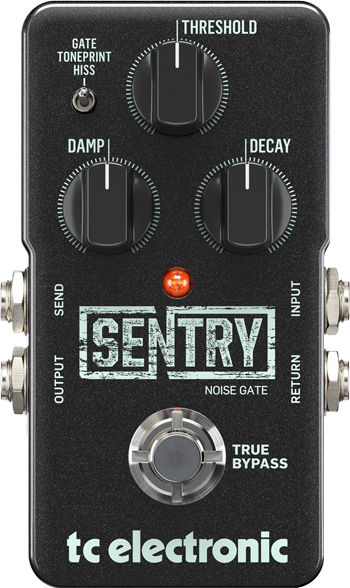 THRESHOLD
GATE
TONEPRINT
HISS
DAMP
DECAY
SEND
INPUT
SENTRY
OUTPUT
RETURN
NOISE GATE
TRUE
BYPASS
tc electronic